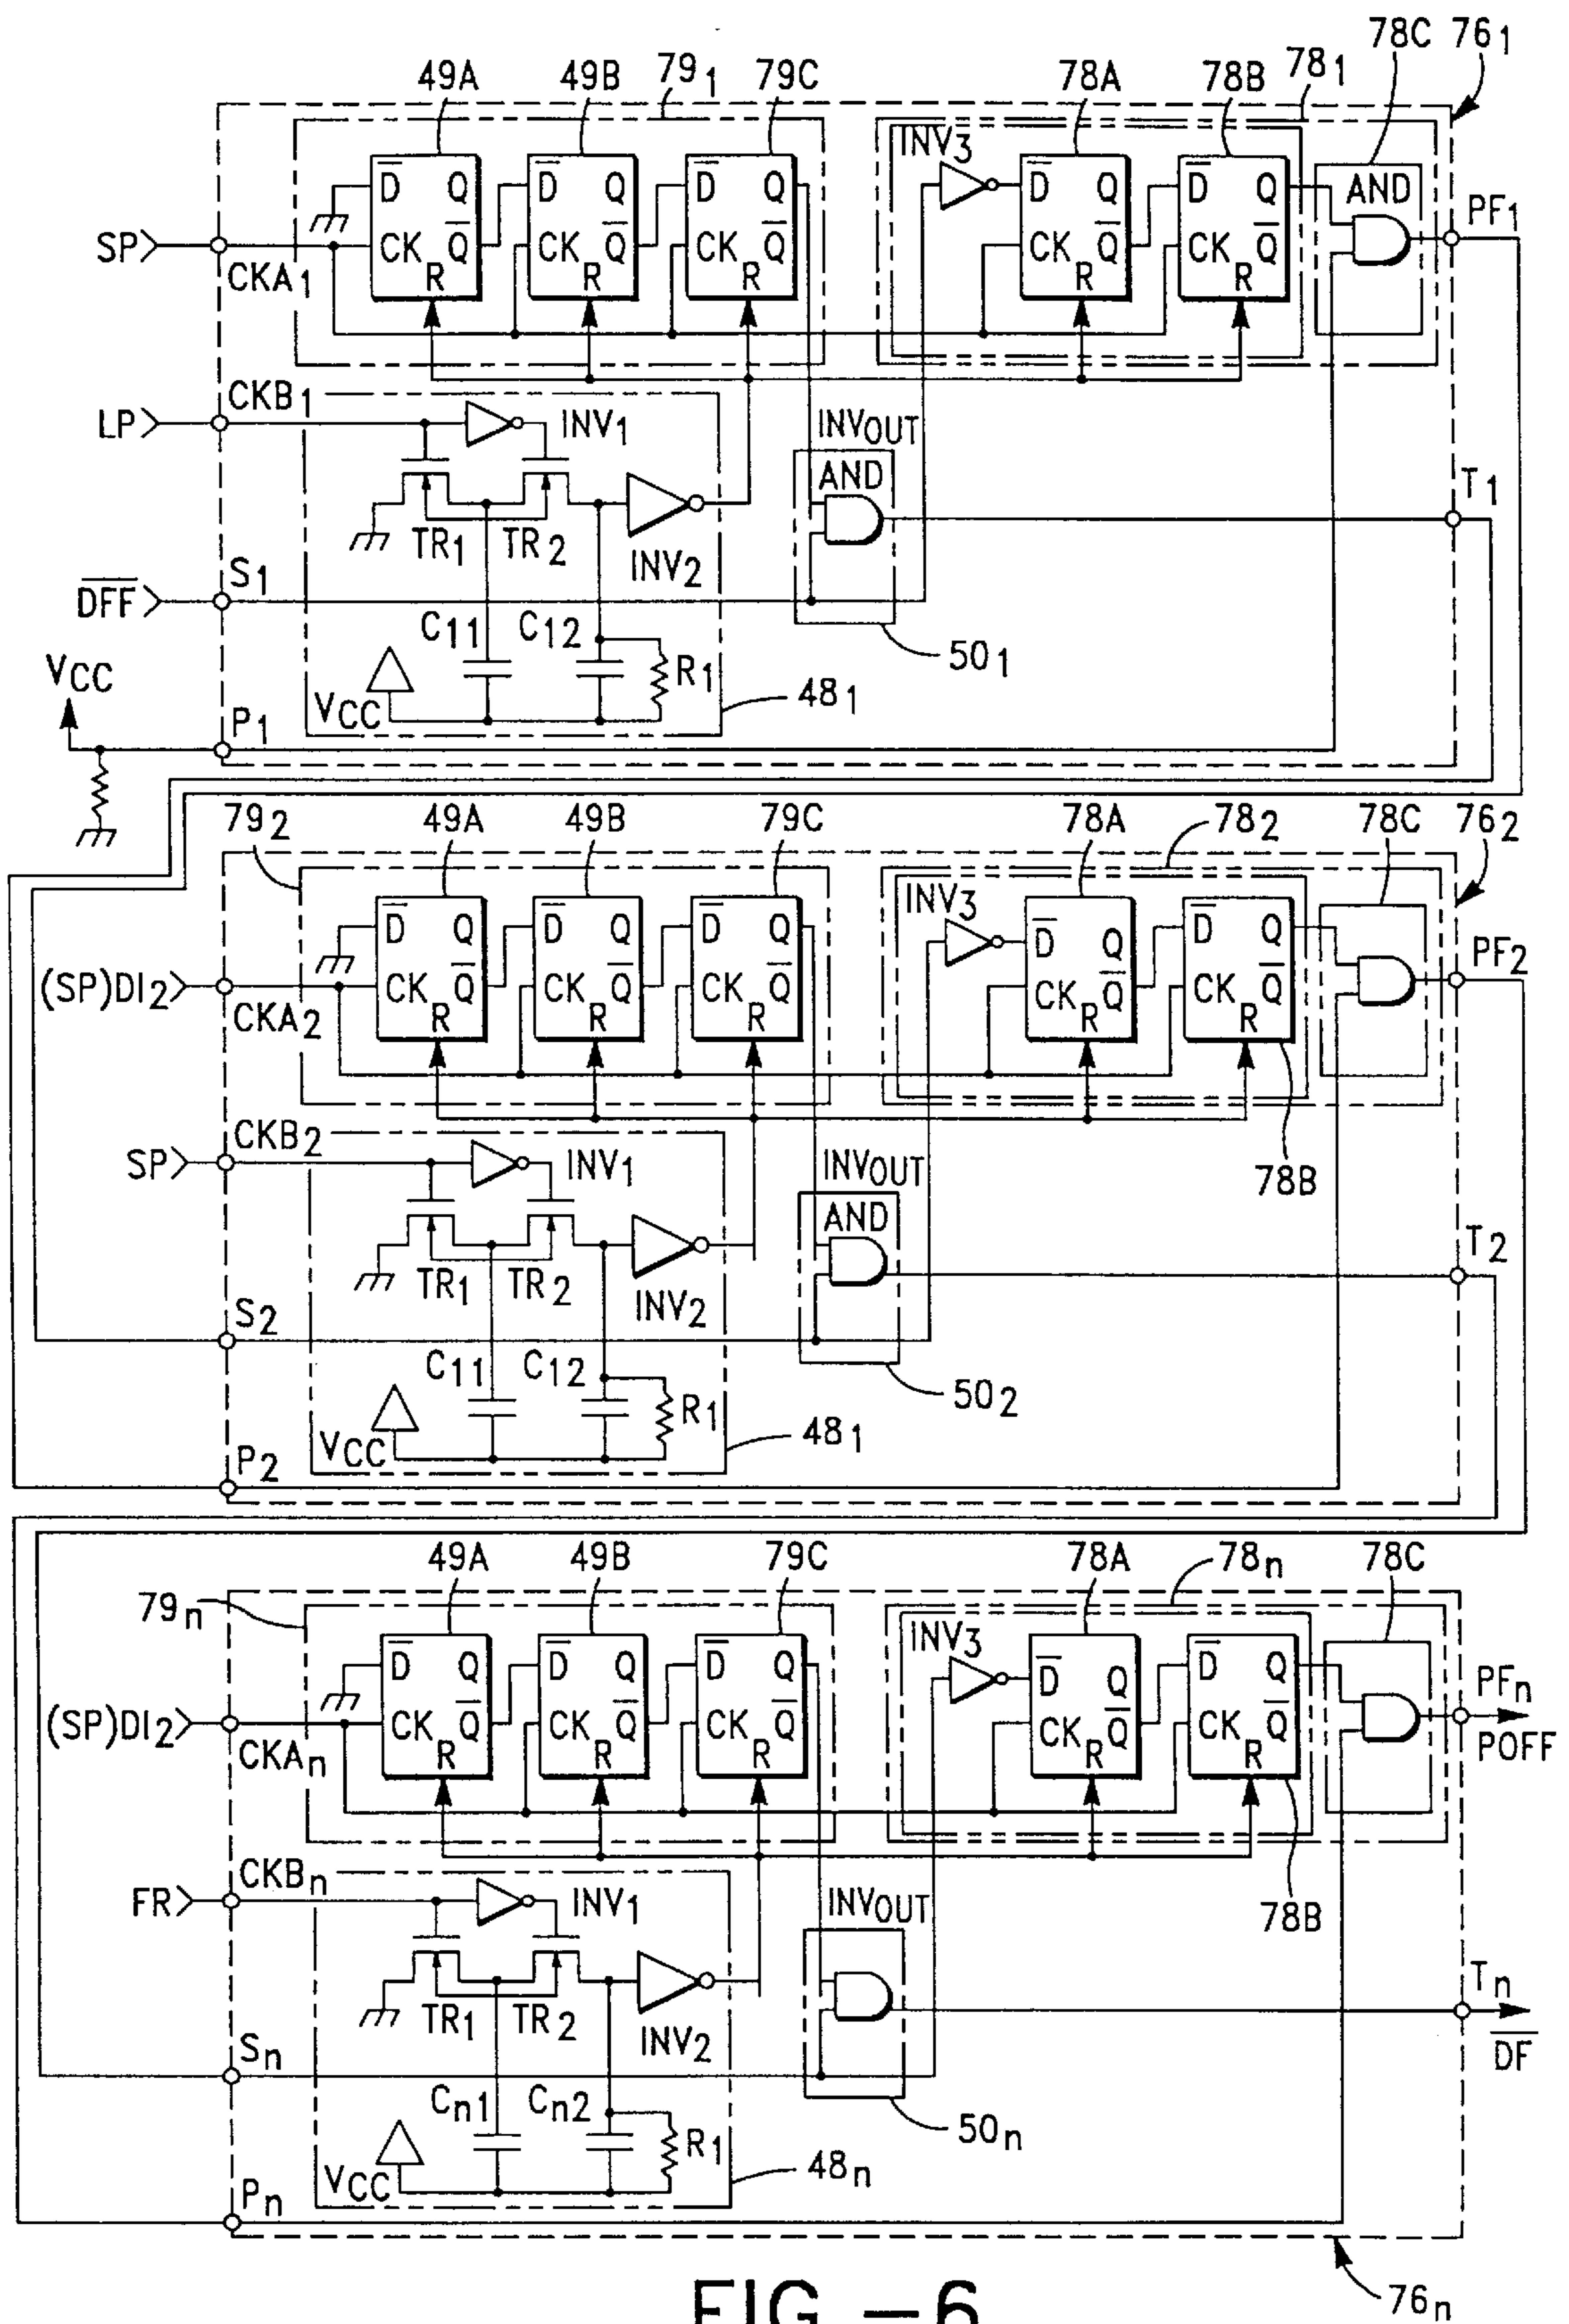 78C 76₁
49A 49B 79₁ 79C 78A 78B 78₁
INV₃
D̅ Q D̅ Q D̅ Q D̅ Q D̅ Q AND PF₁
SP CK Q̅ CK Q̅ CK Q̅ CK Q̅ CK Q̅
CKA₁ R R R R R
CKB₁
LP INV₁ INVOUT
AND T₁
TR₁ TR₂ INV₂
S₁
D̅F̅F̅
C₁₁ C₁₂ 50₁
VCC R₁
VCC 48₁
P₁
79₂ 49A 49B 79C 78A 78₂ 78C 76₂
INV₃
D̅ Q D̅ Q D̅ Q D̅ Q D̅ Q PF₂
(SP)DI₂ CK Q̅ CK Q̅ CK Q̅ CK Q̅ CK Q̅
CKA₂ R R R R R
CKB₂
SP INV₁ INVOUT 78B
AND T₂
TR₁ TR₂ INV₂
S₂
C₁₁ C₁₂ 50₂
R₁
VCC 48₁
P₂
49A 49B 79C 78A 78n 78C
79n
INV₃
D̅ Q D̅ Q D̅ Q D̅ Q D̅ Q PFn
(SP)DI₂ CK Q̅ CK Q̅ CK Q̅ CK Q̅ CK Q̅ POFF
CKAn R R R R R
CKBn
FR INV₁ INVOUT 78B
Tn
TR₁ TR₂ INV₂
Sn D̅F̅
Cn1 Cn2 50n
R₁
VCC 48n
Pn
76n
FIG.-6